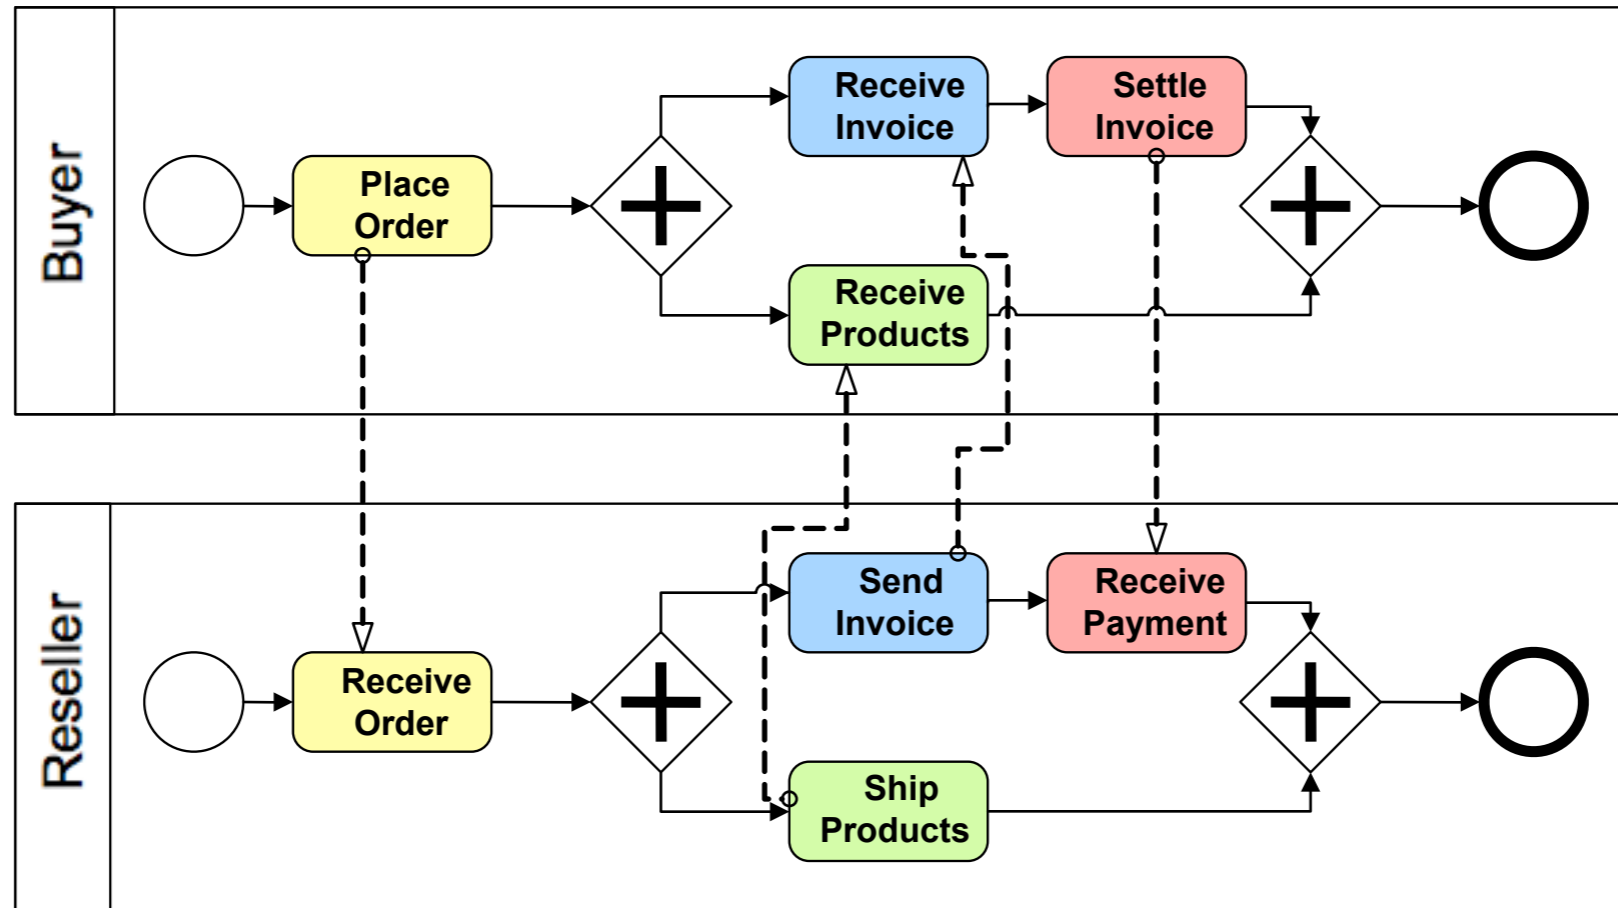 Buyer
Place
Order
Receive
Invoice
Settle
Invoice
Receive
Products
Reseller
Receive
Order
Send
Invoice
Receive
Payment
Ship
Products